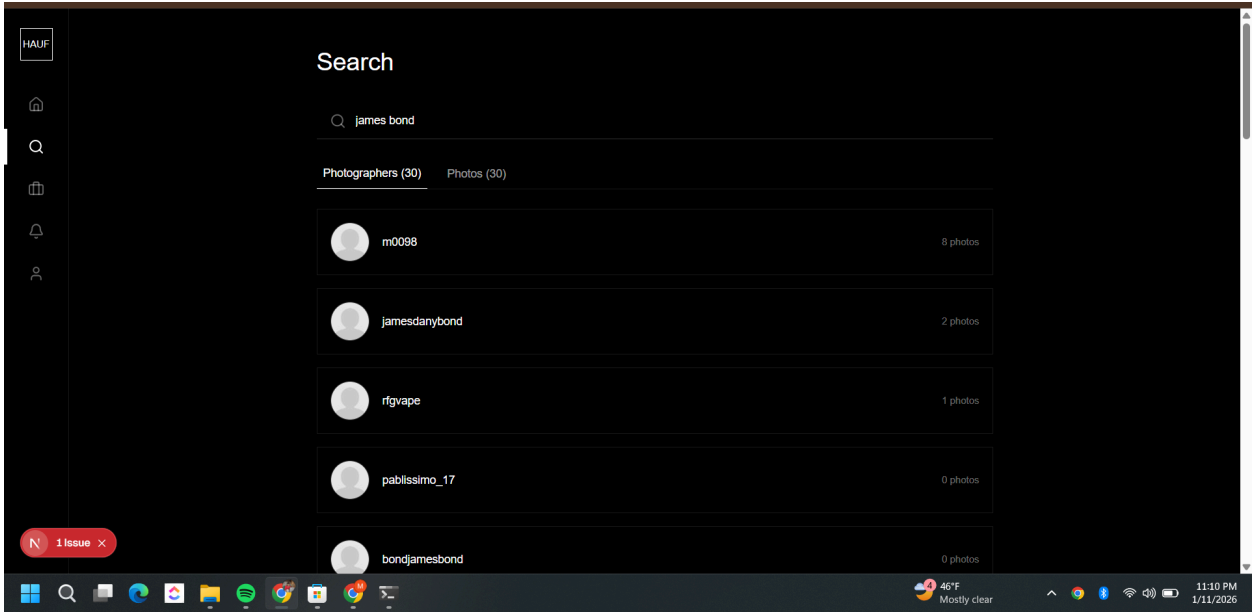 HAUF
Search
james bond
Photographers (30)
Photos (30)
m0098
8 photos
jamesdanybond
2 photos
rfgvape
1 photos
pablissimo_17
0 photos
bondjamesbond
0 photos
N 1 Issue
4
46°F
Mostly clear
M
11:10 PM
1/11/2026